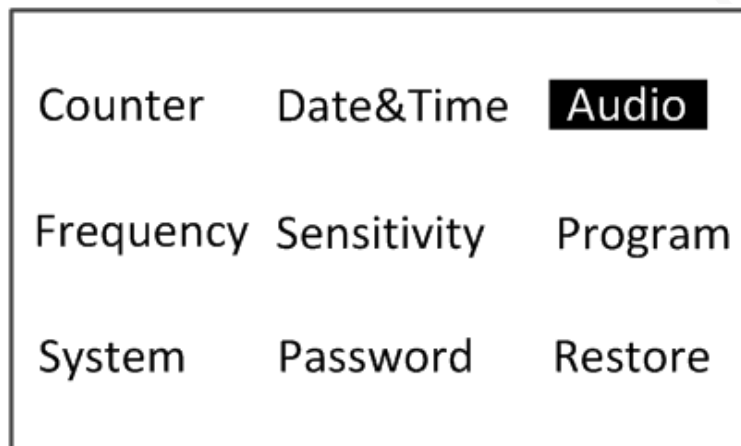 Counter Date&Time Audio
Frequency Sensitivity Program
System Password Restore